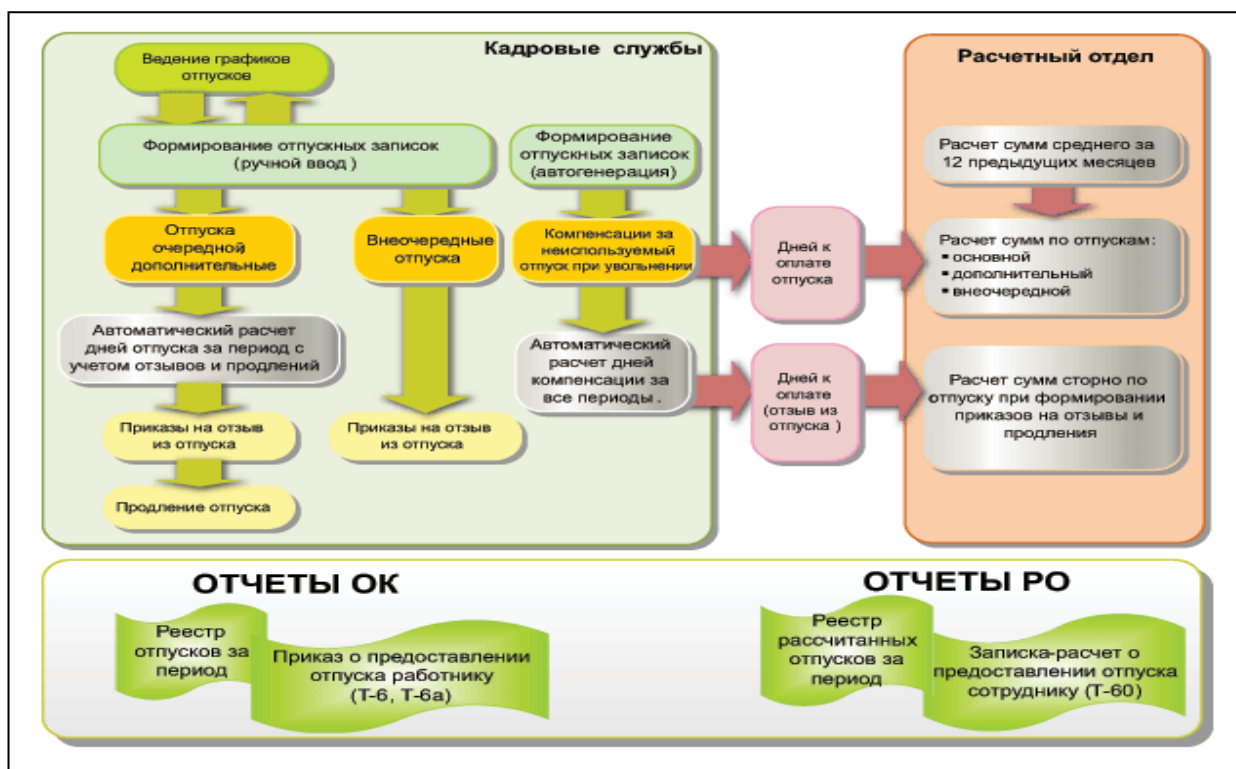 Кадровые службы
Ведение графиков
отпусков
Формирование отпускных записок
(ручной ввод )
Формирование
отпускных записок
(автогенерация)
Отпуска
очередной,
дополнительные
Внеочередные
отпуска
Компенсации за
неиспользуемый
отпуск при увольнении
Автоматический расчет
дней отпуска за период с
учетом отзывов и продлений
Автоматический
расчет дней
компенсации за
все периоды .
Приказы на отзыв
из отпуска
Приказы на отзыв
из отпуска
Продление отпуска
Дней к
оплате
отпуска
Дней к
оплате
(отзыв из
отпуска )
Расчетный отдел
Расчет сумм среднего за
12 предыдущих месяцев
Расчет сумм по отпускам:
▪ основной
▪ дополнительный
▪ внеочередной
Расчет сумм сторно по
отпуску при формировании
приказов на отзывы и
продления
ОТЧЕТЫ ОК
Реестр
отпусков за
период
Приказ о предоставлении
отпуска работнику
(Т-6, Т-6а)
ОТЧЕТЫ РО
Реестр
рассчитанных
отпусков за
период
Записка-расчет о
предоставлении отпуска
сотруднику (Т-60)